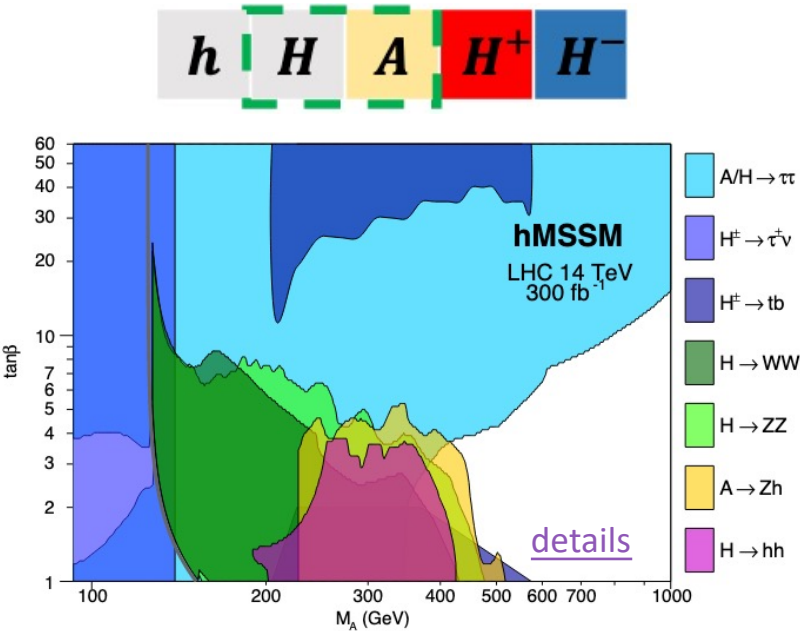 h H A H⁺ H⁻
60
50
40
30
20
10
7
6
5
4
3
2
1
tanβ
hMSSM
LHC 14 TeV
300 fb⁻¹
details
100 200 300 400 500 600 700 1000
M_A (GeV)
A/H→ττ
H±→τ⁺ν
H±→tb
H→WW
H→ZZ
A→Zh
H→hh